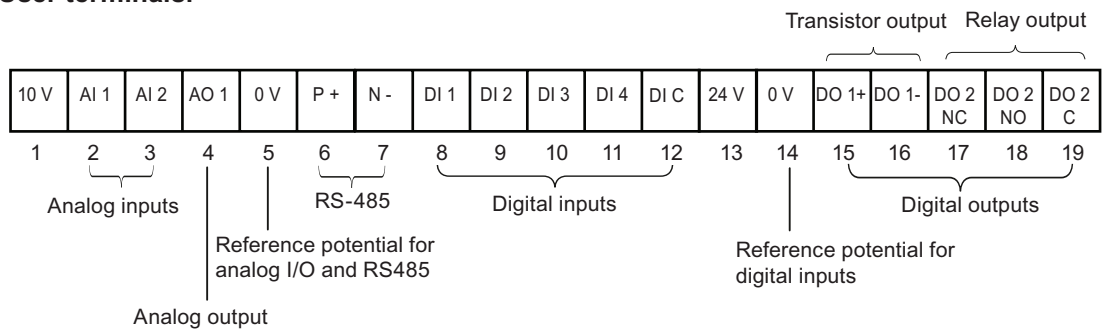 User terminals:
Transistor output Relay output
10 V AI 1 AI 2 AO 1 0 V P + N - DI 1 DI 2 DI 3 DI 4 DI C 24 V 0 V DO 1+ DO 1- DO 2 NC DO 2 NO DO 2 C
1 2 3 4 5 6 7 8 9 10 11 12 13 14 15 16 17 18 19
Analog inputs RS-485 Digital inputs Digital outputs
Reference potential for analog I/O and RS485
Reference potential for digital inputs
Analog output